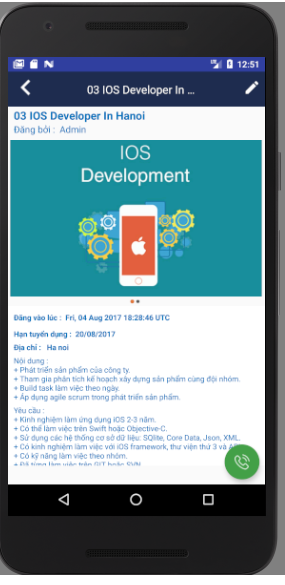 12:51
03 IOS Developer In ...
03 IOS Developer In Hanoi
Đăng bởi : Admin
IOS
Development
Đăng vào lúc : Fri, 04 Aug 2017 18:28:46 UTC
Hạn tuyển dụng : 20/08/2017
Địa chỉ : Ha noi
Nội dung :
+ Phát triển sản phẩm của công ty.
+ Tham gia phân tích kế hoạch xây dựng sản phẩm cùng đội nhóm.
+ Build task làm việc theo ngày.
+ Áp dụng agile scrum trong phát triển sản phẩm.
Yêu cầu :
+ Kinh nghiệm làm ứng dụng iOS 2-3 năm.
+ Có thể làm việc trên Swift hoặc Objective-C.
+ Sử dụng các hệ thống cơ sở dữ liệu: SQlite, Core Data, Json, XML,
+ Có kinh nghiệm làm việc với iOS framework, thư viện thứ 3 và
+ Có kỹ năng làm việc theo nhóm.
+ Đã từng làm việc trên GIT hoặc SVN